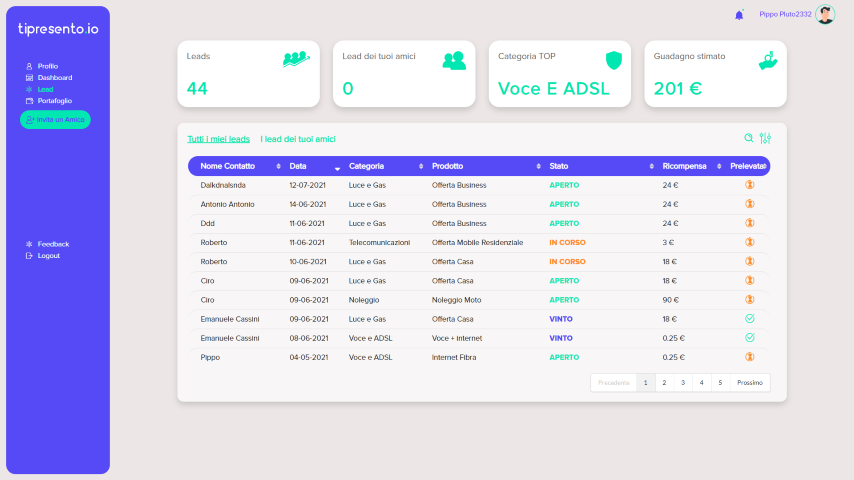 tipresento.io
Profilo
Dashboard
Lead
Portafoglio
Invita un Amico
Feedback
Logout
Pippo Pluto2332
Leads
44
Lead dei tuoi amici
0
Categoria TOP
Voce E ADSL
Guadagno stimato
201 €
Tutti i miei leads I lead dei tuoi amici
Nome Contatto Data Categoria Prodotto Stato Ricompensa Prelevata
Dalkdnalsnda 12-07-2021 Luce e Gas Offerta Business APERTO 24 €
Antonio Antonio 14-06-2021 Luce e Gas Offerta Business APERTO 24 €
Ddd 11-06-2021 Luce e Gas Offerta Business APERTO 24 €
Roberto 11-06-2021 Telecomunicazioni Offerta Mobile Residenziale IN CORSO 3 €
Roberto 10-06-2021 Luce e Gas Offerta Casa IN CORSO 18 €
Ciro 09-06-2021 Luce e Gas Offerta Casa APERTO 18 €
Ciro 09-06-2021 Noleggio Noleggio Moto APERTO 90 €
Emanuele Cassini 09-06-2021 Luce e Gas Offerta Casa VINTO 18 €
Emanuele Cassini 08-06-2021 Voce e ADSL Voce + internet VINTO 0.25 €
Pippo 04-05-2021 Voce e ADSL Internet Fibra APERTO 0.25 €
Precedente 1 2 3 4 5 Prossimo